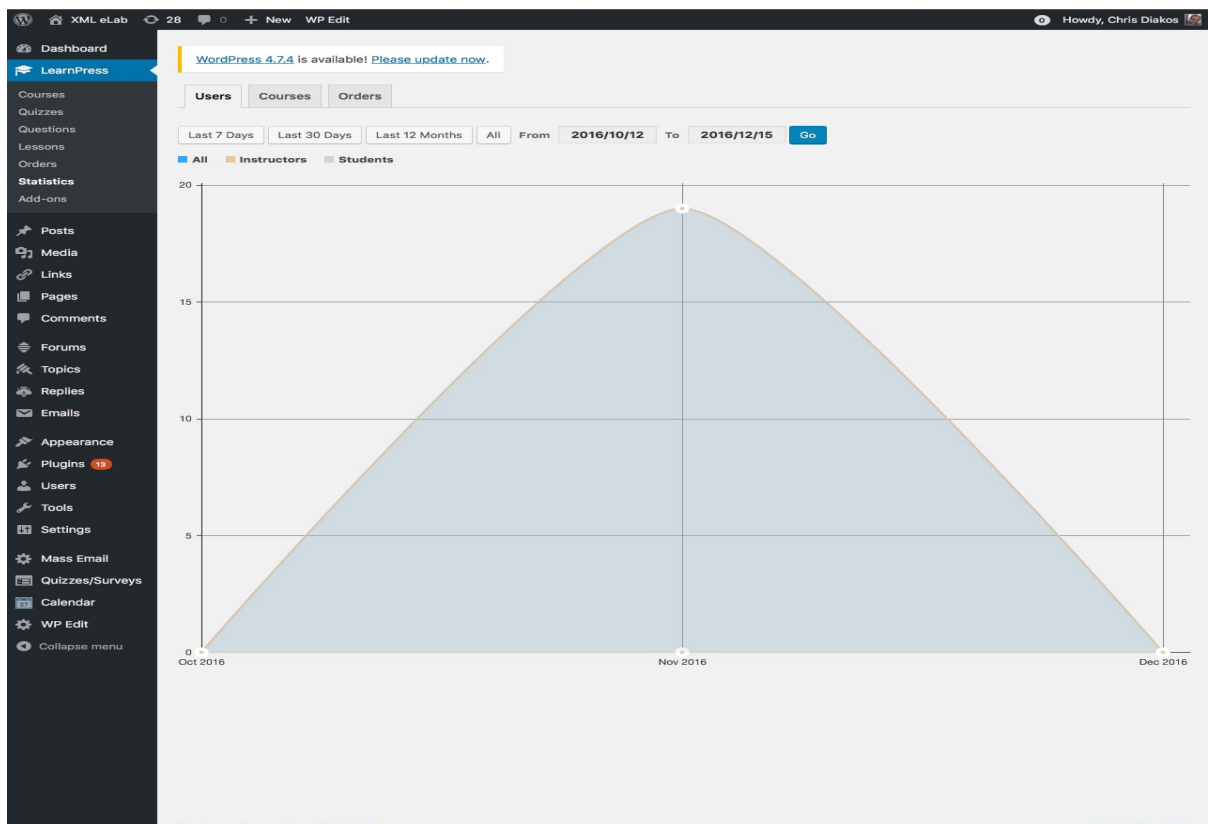 XML eLab 28 0 + New WP Edit 0 Howdy, Chris Diakos
Dashboard
LearnPress
Courses
Quizzes
Questions
Lessons
Orders
Statistics
Add-ons
Posts
Media
Links
Pages
Comments
Forums
Topics
Replies
Emails
Appearance
Plugins 13
Users
Tools
Settings
Mass Email
Quizzes/Surveys
Calendar
WP Edit
Collapse menu
WordPress 4.7.4 is available! Please update now.
Users Courses Orders
Last 7 Days Last 30 Days Last 12 Months All From 2016/10/12 To 2016/12/15 Go
All Instructors Students
20
15
10
5
0
Oct 2016 Nov 2016 Dec 2016